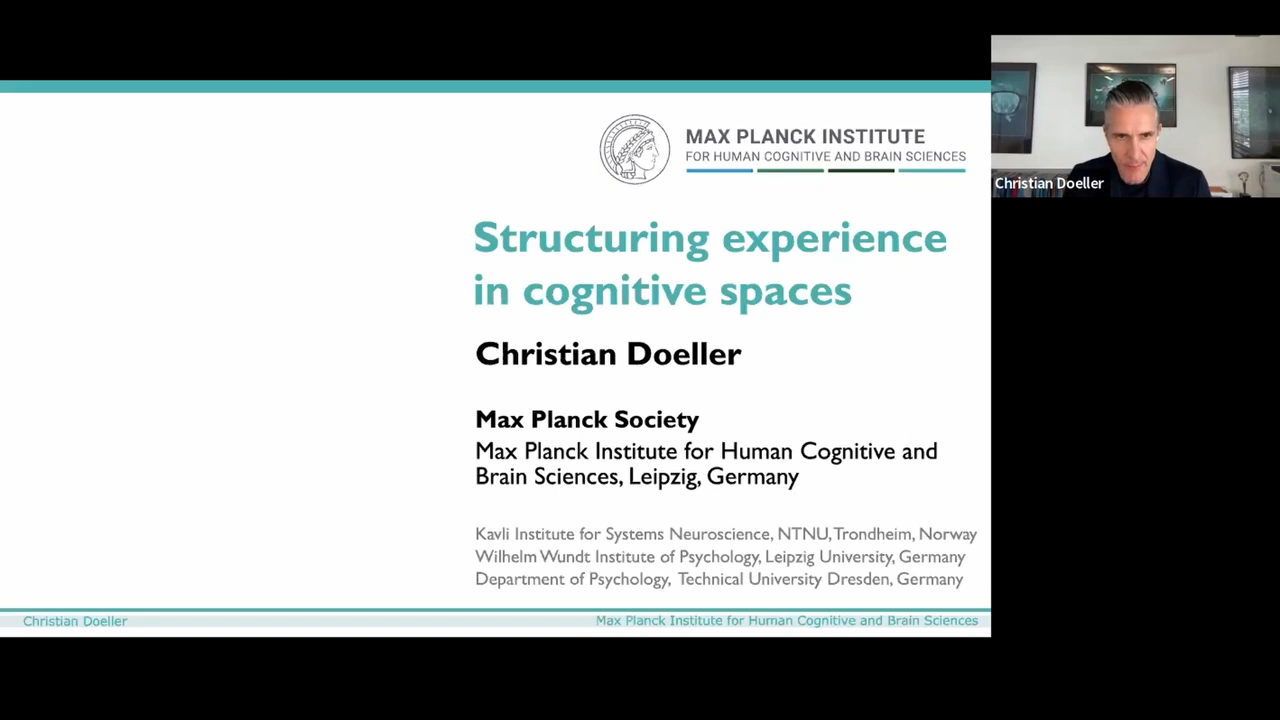 MAX PLANCK INSTITUTE
FOR HUMAN COGNITIVE AND BRAIN SCIENCES
Christian Doeller
Structuring experience
in cognitive spaces
Christian Doeller
Max Planck Society
Max Planck Institute for Human Cognitive and
Brain Sciences, Leipzig, Germany
Kavli Institute for Systems Neuroscience, NTNU, Trondheim, Norway
Wilhelm Wundt Institute of Psychology, Leipzig University, Germany
Department of Psychology, Technical University Dresden, Germany
Christian Doeller
Max Planck Institute for Human Cognitive and Brain Sciences